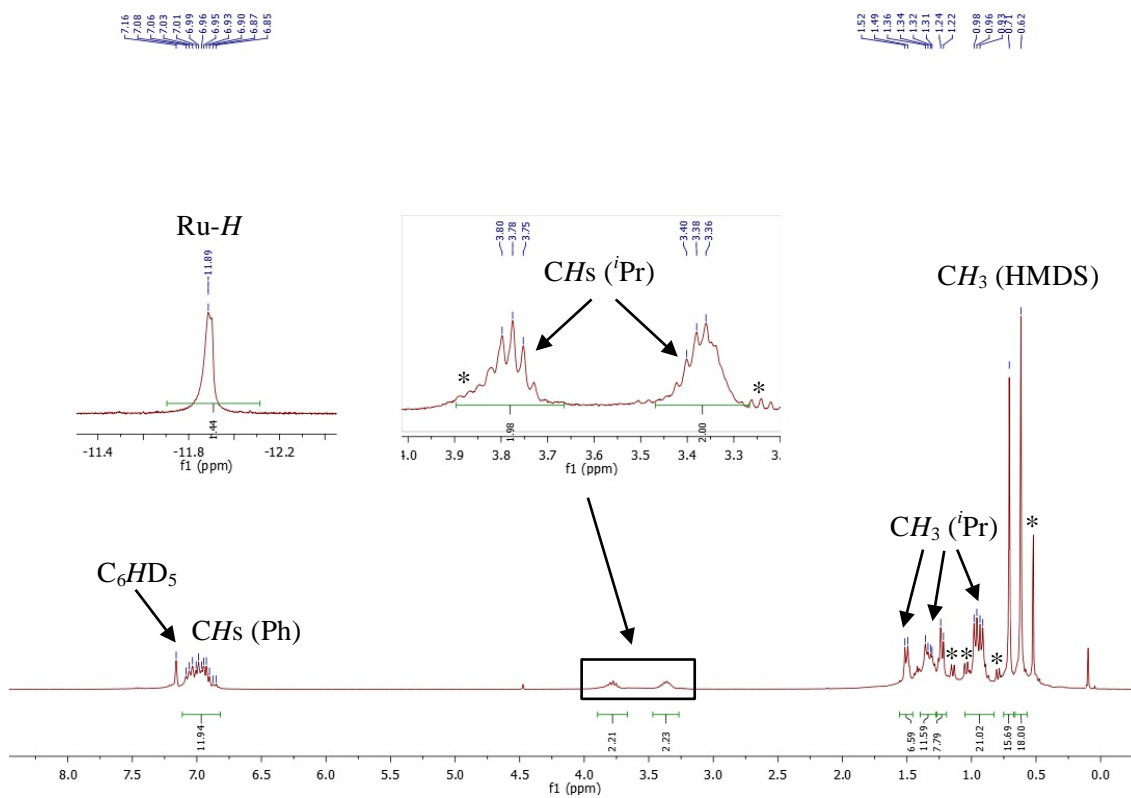 7.16 7.08 7.06 7.03 7.01 6.99 6.96 6.95 6.93 6.90 6.87 6.85
1.52 1.49 1.36 1.34 1.32 1.31 1.24 1.22 0.98 0.96 0.93 0.71 0.62
Ru-H
-11.89
1.44
-11.4 -11.8 -12.2
f1 (ppm)
3.80 3.78 3.75 3.40 3.38 3.36
CHs (iPr)
* *
1.98 2.00
4.0 3.9 3.8 3.7 3.6 3.5 3.4 3.3 3.
f1 (ppm)
CH3 (HMDS)
CH3 (iPr)
*
C6HD5
CHs (Ph)
* * *
11.94 2.21 2.23 6.59 11.59 7.79 21.02 15.69 18.00
8.0 7.5 7.0 6.5 6.0 5.5 5.0 4.5 4.0 3.5 3.0 2.5 2.0 1.5 1.0 0.5 0.0
f1 (ppm)